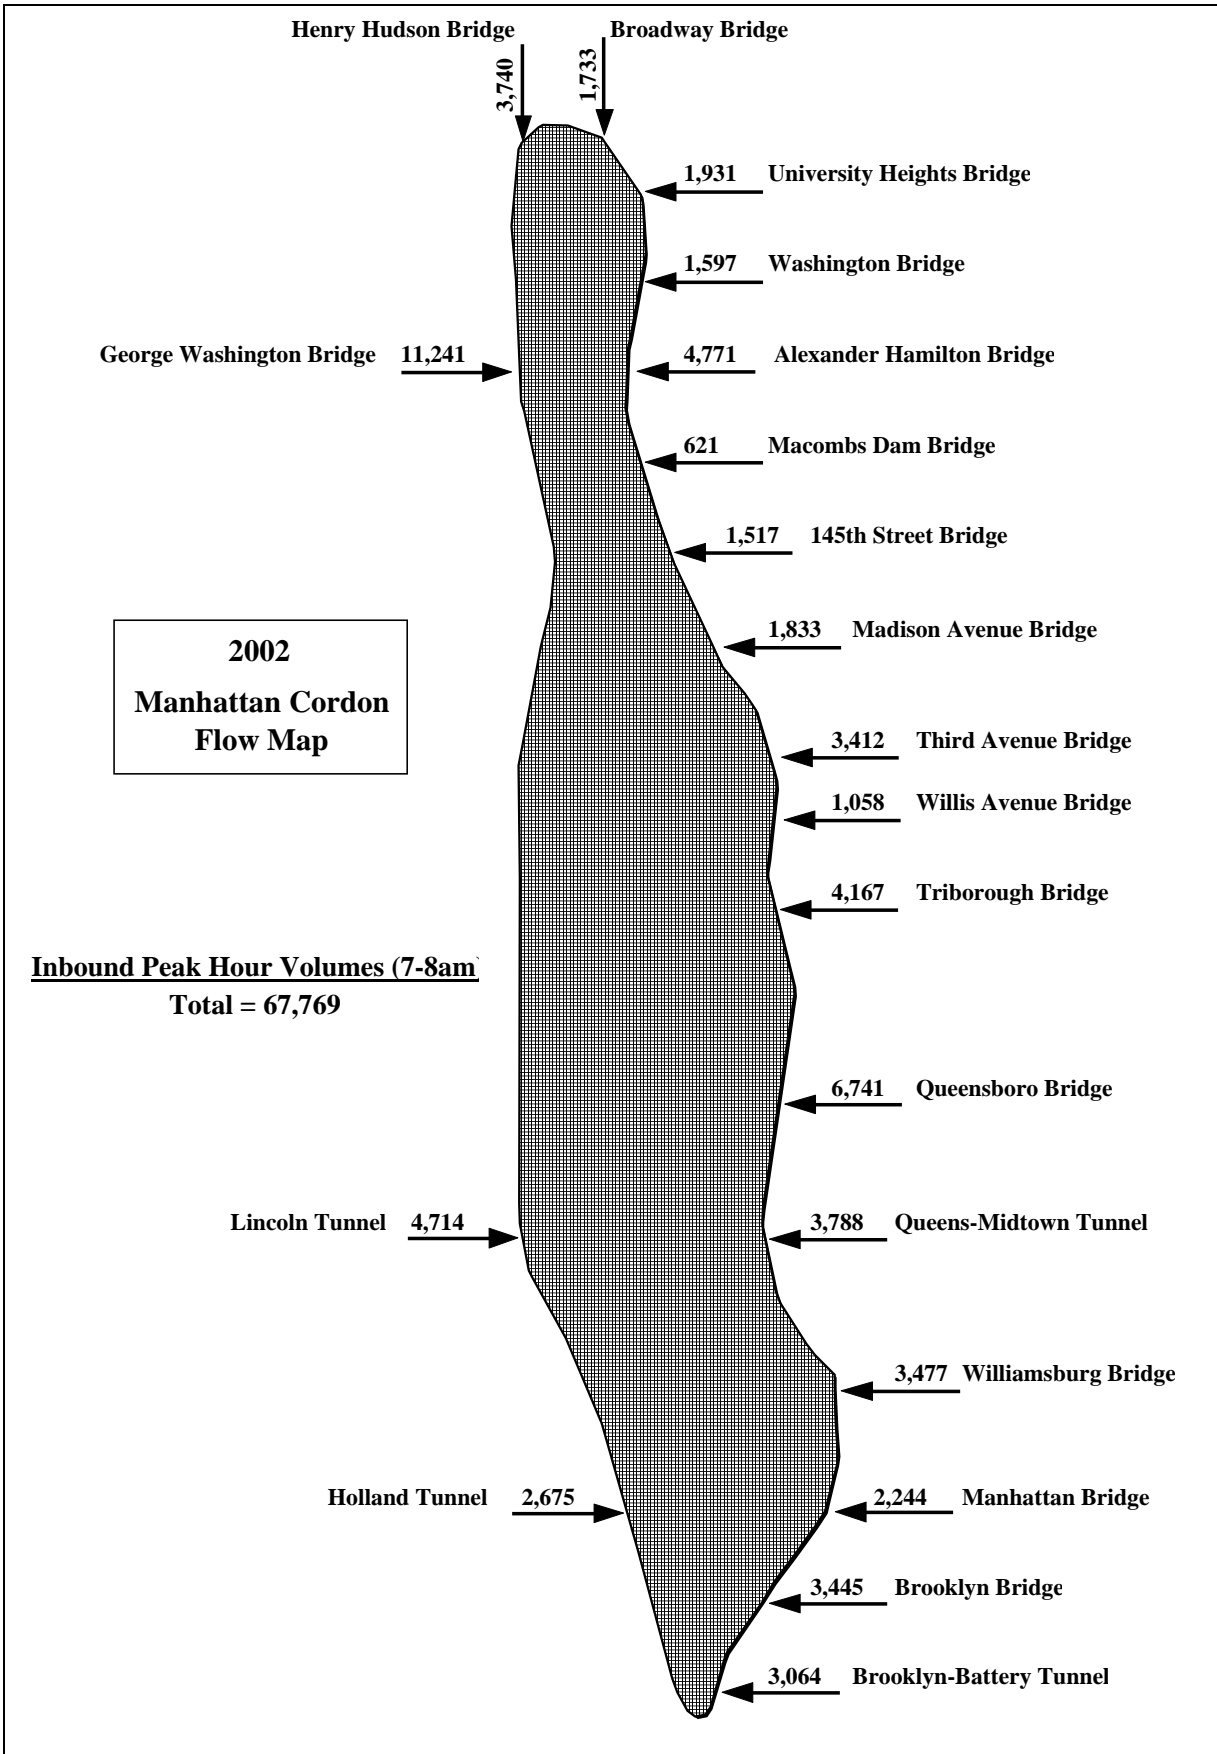 Henry Hudson Bridge
Broadway Bridge
3,740
1,733
1,931 University Heights Bridge
1,597 Washington Bridge
George Washington Bridge 11,241
4,771 Alexander Hamilton Bridge
621 Macombs Dam Bridge
1,517 145th Street Bridge
1,833 Madison Avenue Bridge
2002
Manhattan Cordon
Flow Map
3,412 Third Avenue Bridge
1,058 Willis Avenue Bridge
4,167 Triborough Bridge
Inbound Peak Hour Volumes (7-8am)
Total = 67,769
6,741 Queensboro Bridge
Lincoln Tunnel 4,714
3,788 Queens-Midtown Tunnel
3,477 Williamsburg Bridge
Holland Tunnel 2,675
2,244 Manhattan Bridge
3,445 Brooklyn Bridge
3,064 Brooklyn-Battery Tunnel